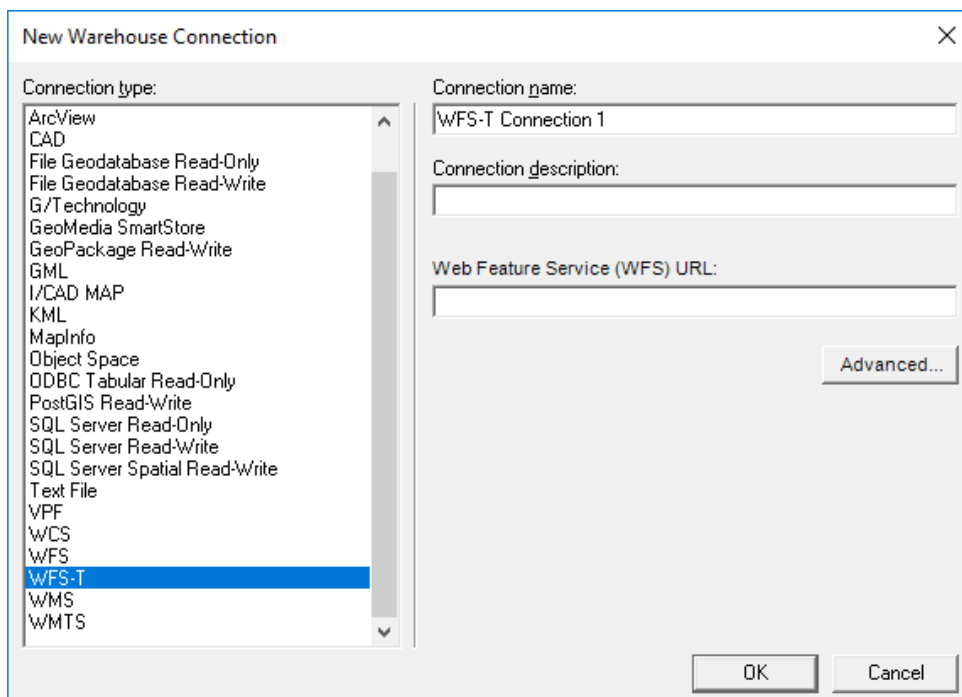 New Warehouse Connection
Connection type:
ArcView
CAD
File Geodatabase Read-Only
File Geodatabase Read-Write
G/Technology
GeoMedia SmartStore
GeoPackage Read-Write
GML
I/CAD MAP
KML
MapInfo
Object Space
ODBC Tabular Read-Only
PostGIS Read-Write
SQL Server Read-Only
SQL Server Read-Write
SQL Server Spatial Read-Write
Text File
VPF
WCS
WFS
WFS-T
WMS
WMTS
Connection name:
WFS-T Connection 1
Connection description:
Web Feature Service (WFS) URL:
Advanced...
OK
Cancel